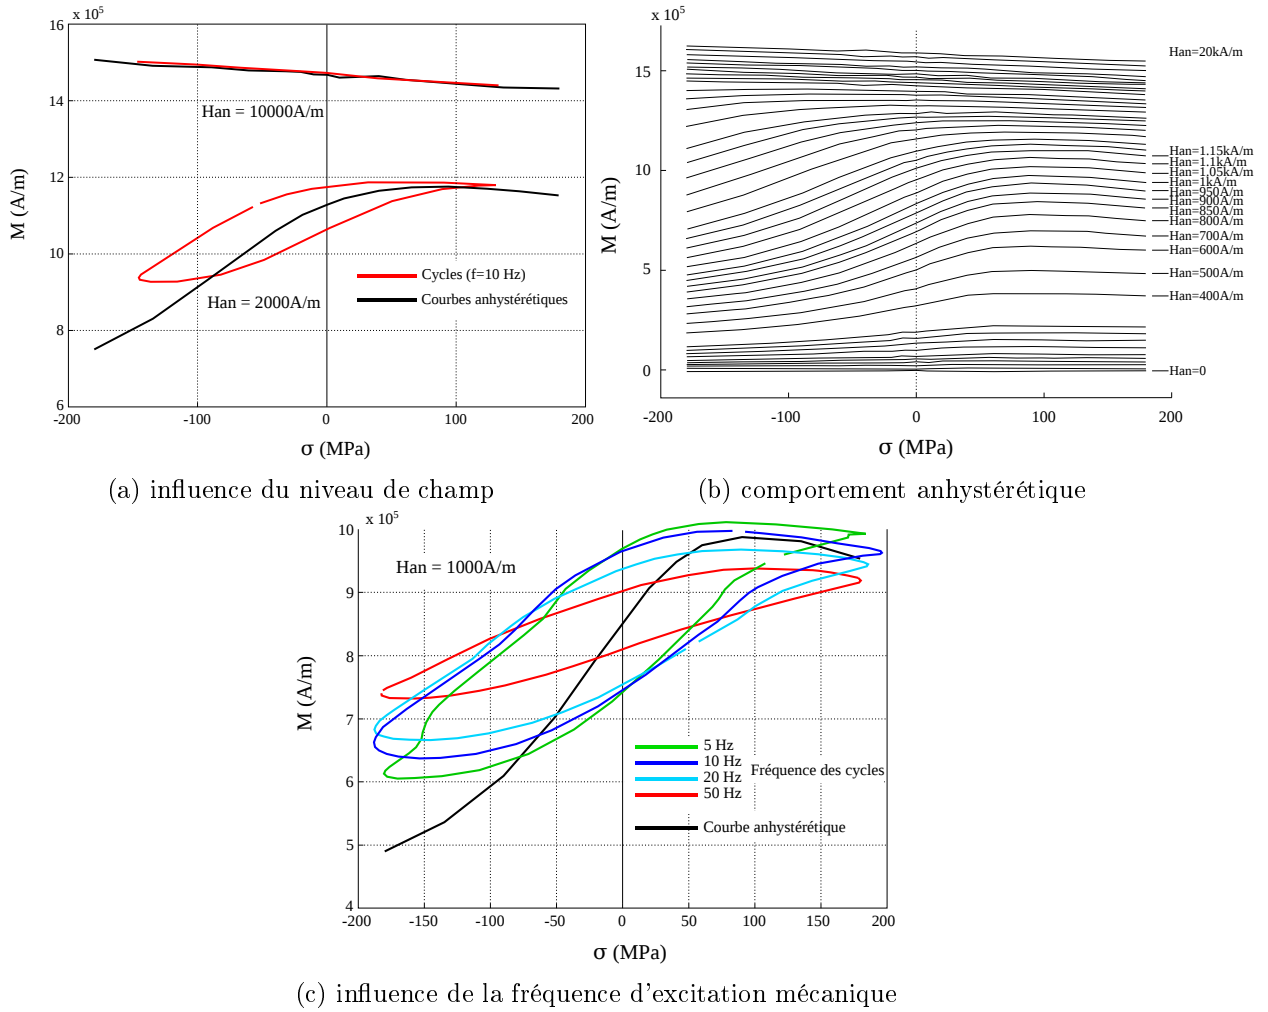 x 10⁵
16
14
12
10
8
6
-200
-100
0
100
200
M (A/m)
σ (MPa)
Han = 10000A/m
Han = 2000A/m
Cycles (f=10 Hz)
Courbes anhystérétiques
(a) influence du niveau de champ
x 10⁵
15
10
5
0
-200
-100
0
100
200
M (A/m)
σ (MPa)
Han=20kA/m
Han=1.15kA/m
Han=1.1kA/m
Han=1.05kA/m
Han=1kA/m
Han=950A/m
Han=900A/m
Han=850A/m
Han=800A/m
Han=700A/m
Han=600A/m
Han=500A/m
Han=400A/m
Han=0
(b) comportement anhystérétique
x 10⁵
10
9
8
7
6
5
4
-200
-150
-100
-50
0
50
100
150
200
M (A/m)
σ (MPa)
Han = 1000A/m
5 Hz
10 Hz
20 Hz
50 Hz
Fréquence des cycles
Courbe anhystérétique
(c) influence de la fréquence d'excitation mécanique